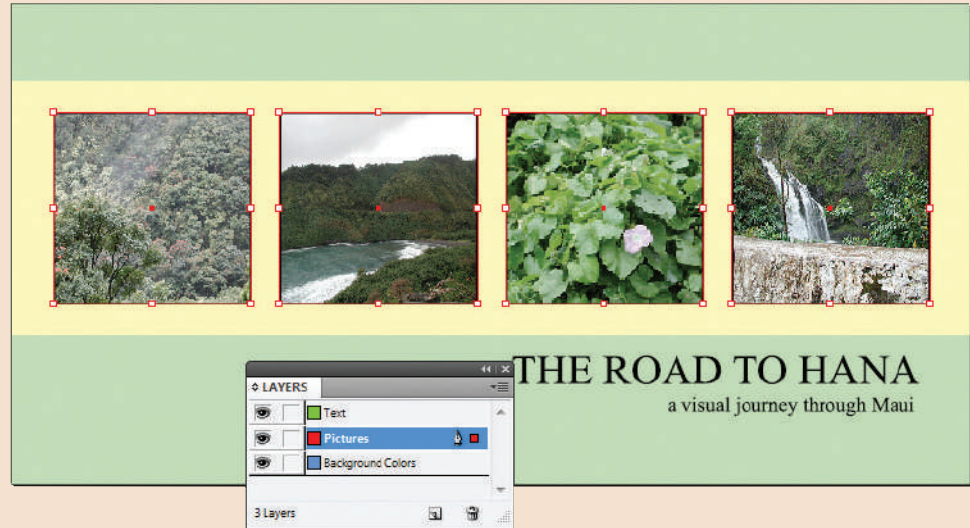 THE ROAD TO HANA
a visual journey through Maui
LAYERS
Text
Pictures
Background Colors
3 Layers